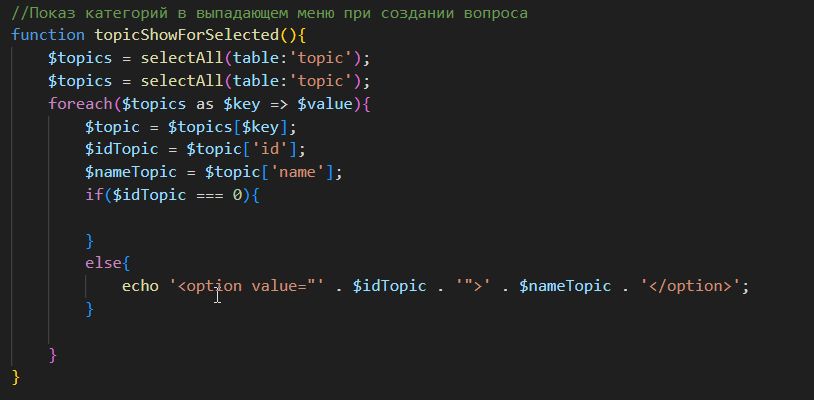 //Показ категорий в выпадающем меню при создании вопроса
function topicShowForSelected(){
    $topics = selectAll(table:'topic');
    $topics = selectAll(table:'topic');
    foreach($topics as $key => $value){
        $topic = $topics[$key];
        $idTopic = $topic['id'];
        $nameTopic = $topic['name'];
        if($idTopic === 0){

        }
        else{
            echo '<option value="' . $idTopic . '">' . $nameTopic . '</option>';
        }

    }
}